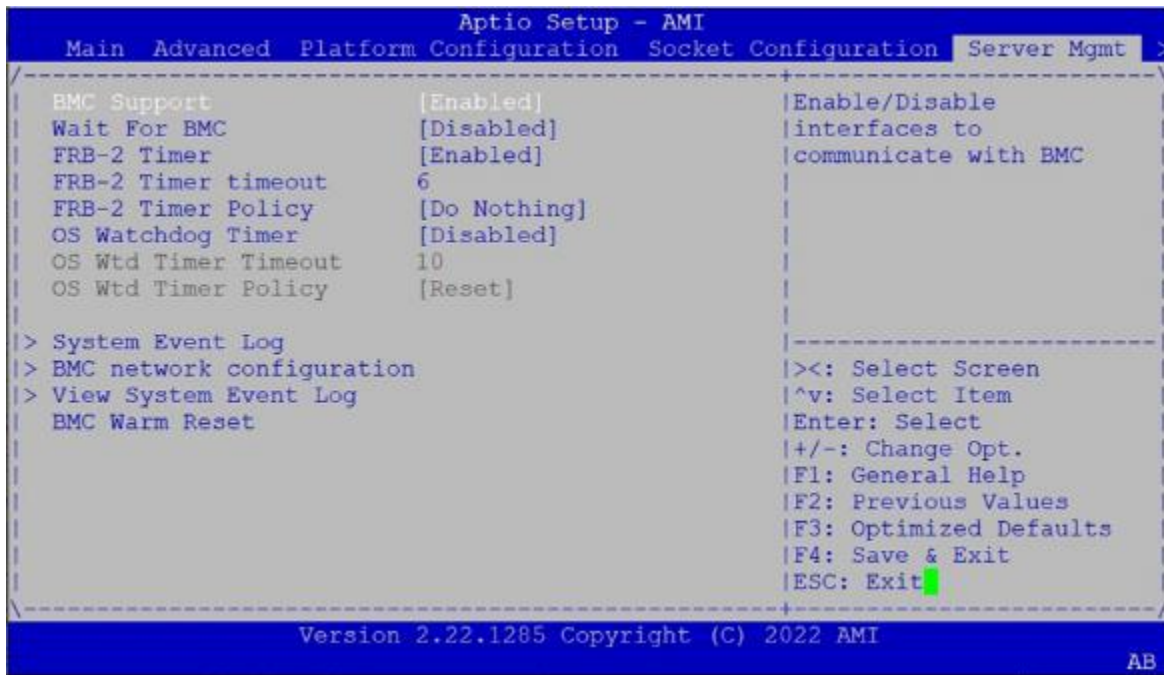 Aptio Setup - AMI
Main Advanced Platform Configuration Socket Configuration Server Mgmt >
/--------------------------------------------------+------------------------\
| BMC Support [Enabled] |Enable/Disable |
| Wait For BMC [Disabled] |interfaces to |
| FRB-2 Timer [Enabled] |communicate with BMC |
| FRB-2 Timer timeout 6 | |
| FRB-2 Timer Policy [Do Nothing] | |
| OS Watchdog Timer [Disabled] | |
| OS Wtd Timer Timeout 10 | |
| OS Wtd Timer Policy [Reset] | |
| | |
|> System Event Log |------------------------|
|> BMC network configuration |><: Select Screen |
|> View System Event Log |^v: Select Item |
| BMC Warm Reset |Enter: Select |
| |+/-: Change Opt. |
| |F1: General Help |
| |F2: Previous Values |
| |F3: Optimized Defaults |
| |F4: Save & Exit |
| |ESC: Exit |
\--------------------------------------------------+------------------------/
Version 2.22.1285 Copyright (C) 2022 AMI
AB